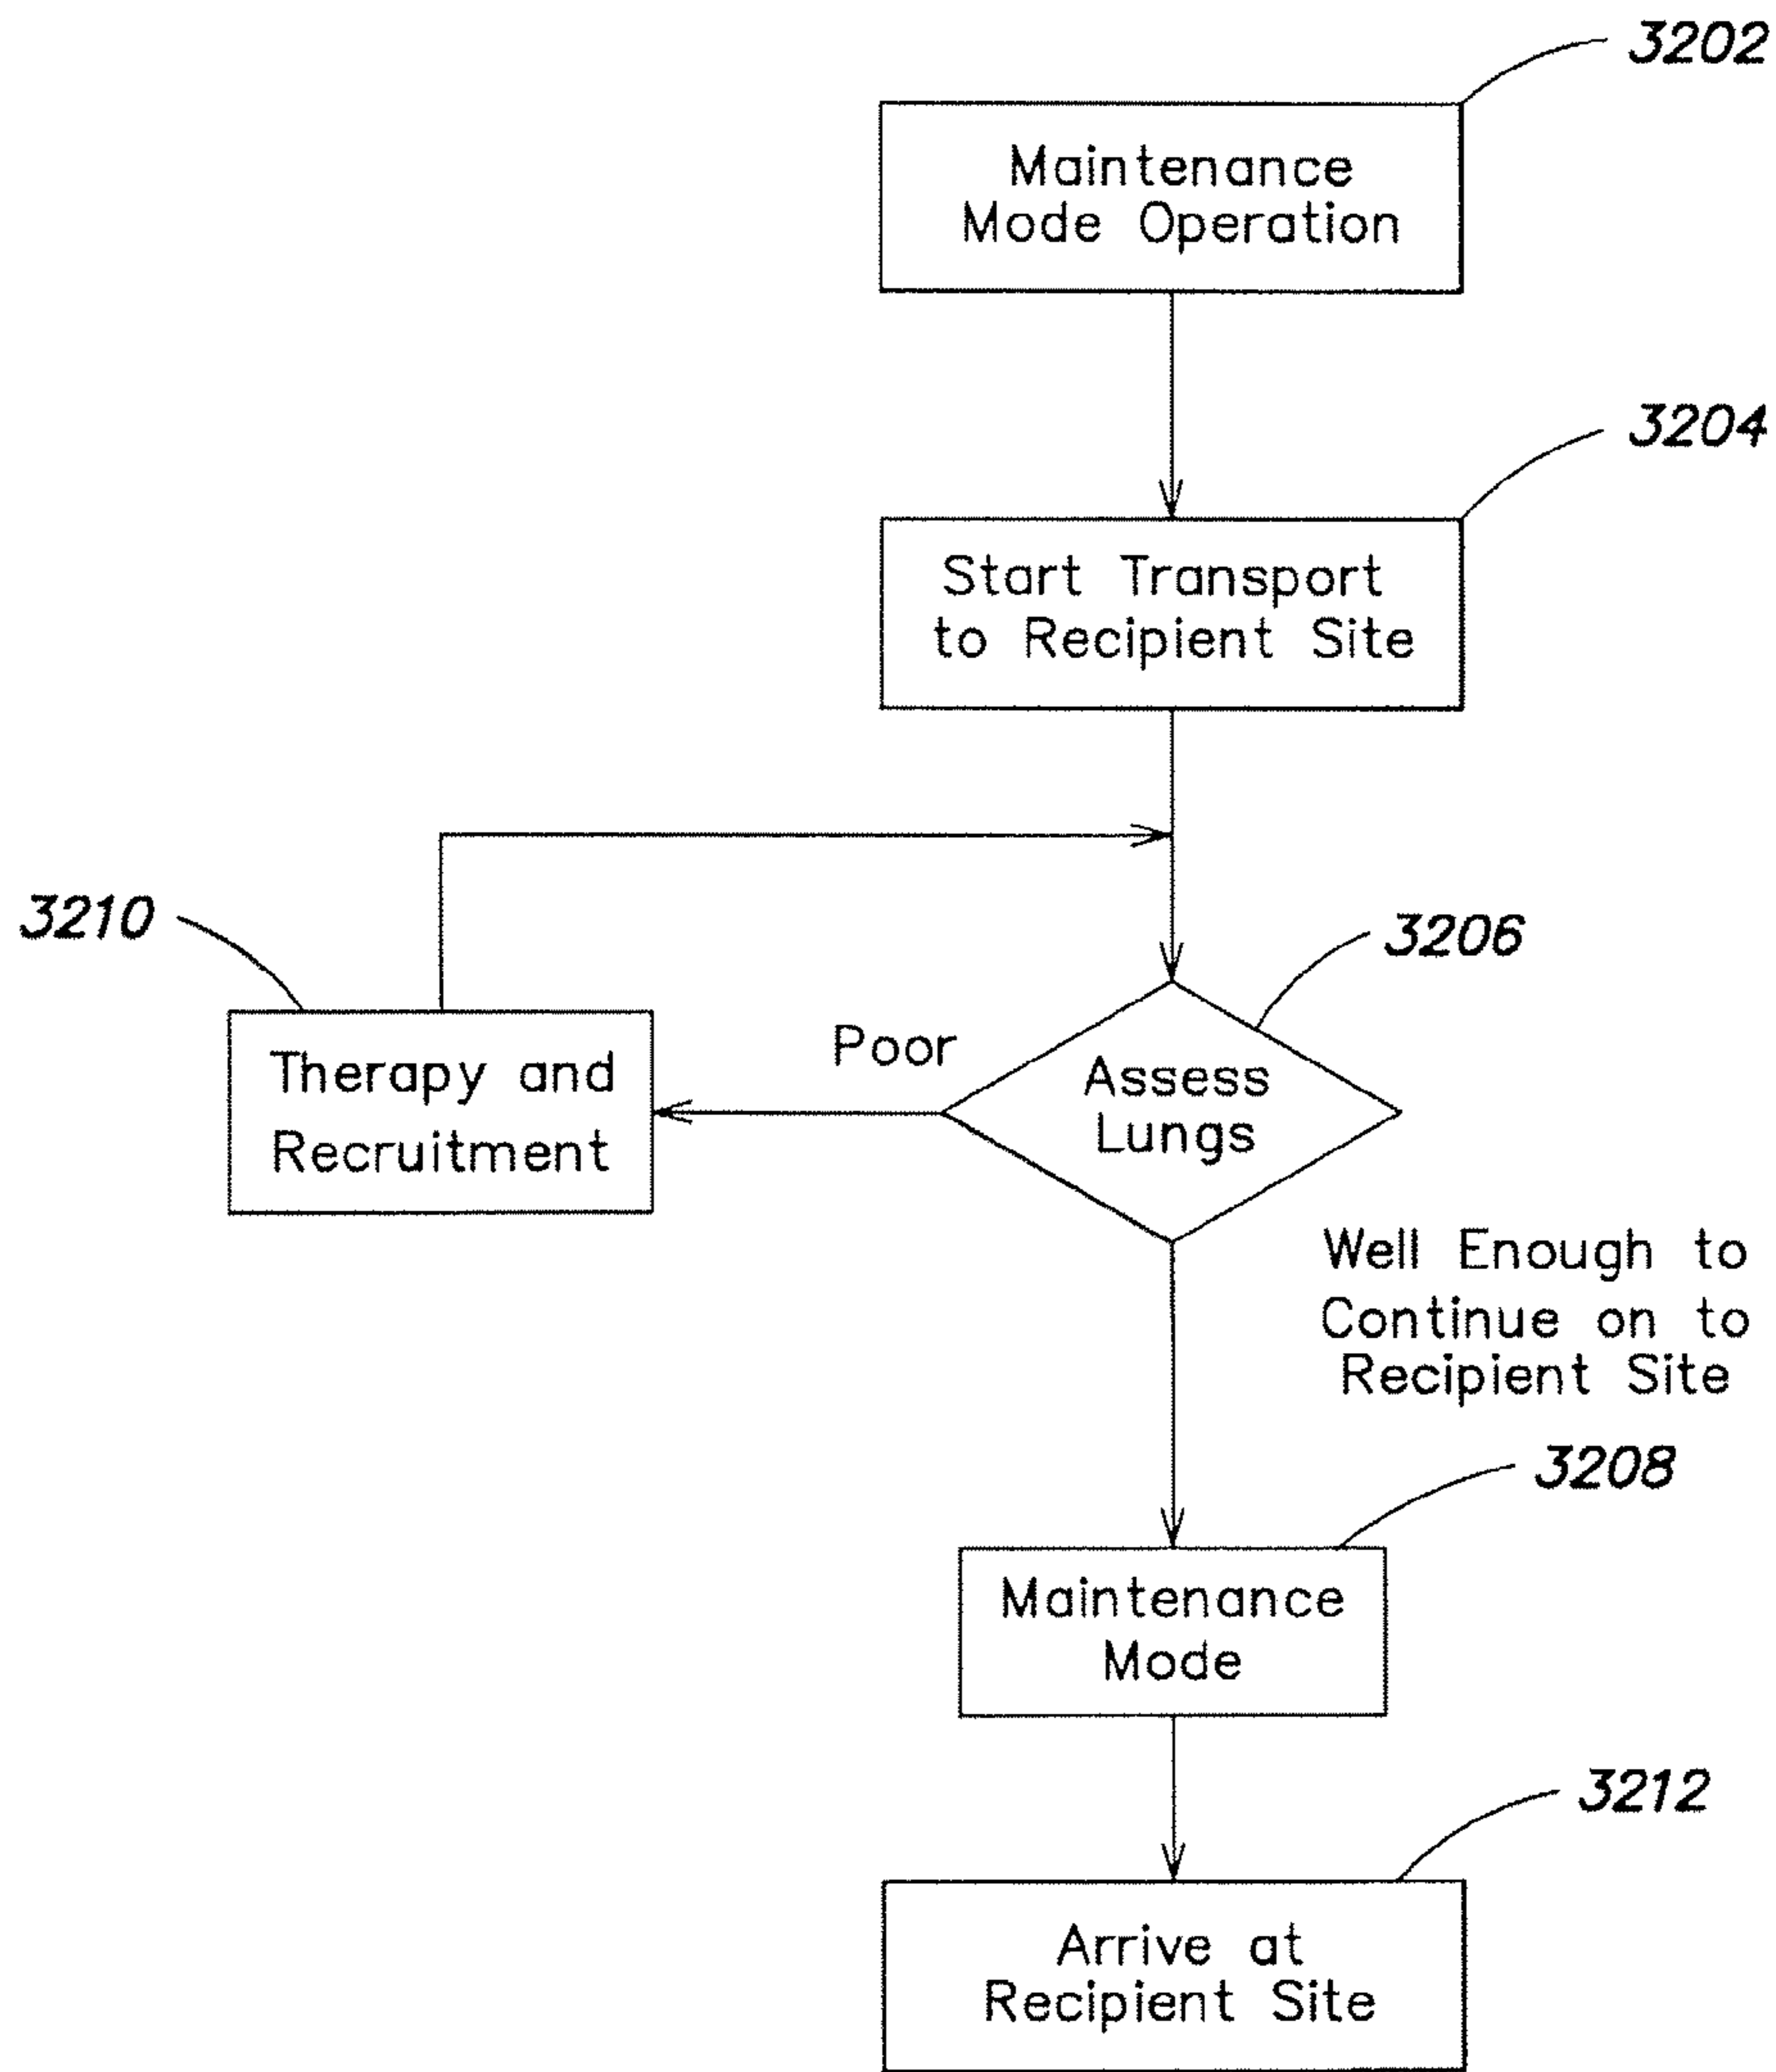 3202
Maintenance
Mode Operation
3204
Start Transport
to Recipient Site
3210
3206
Poor
Therapy and
Recruitment
Assess
Lungs
Well Enough to
Continue on to
Recipient Site
3208
Maintenance
Mode
3212
Arrive at
Recipient Site